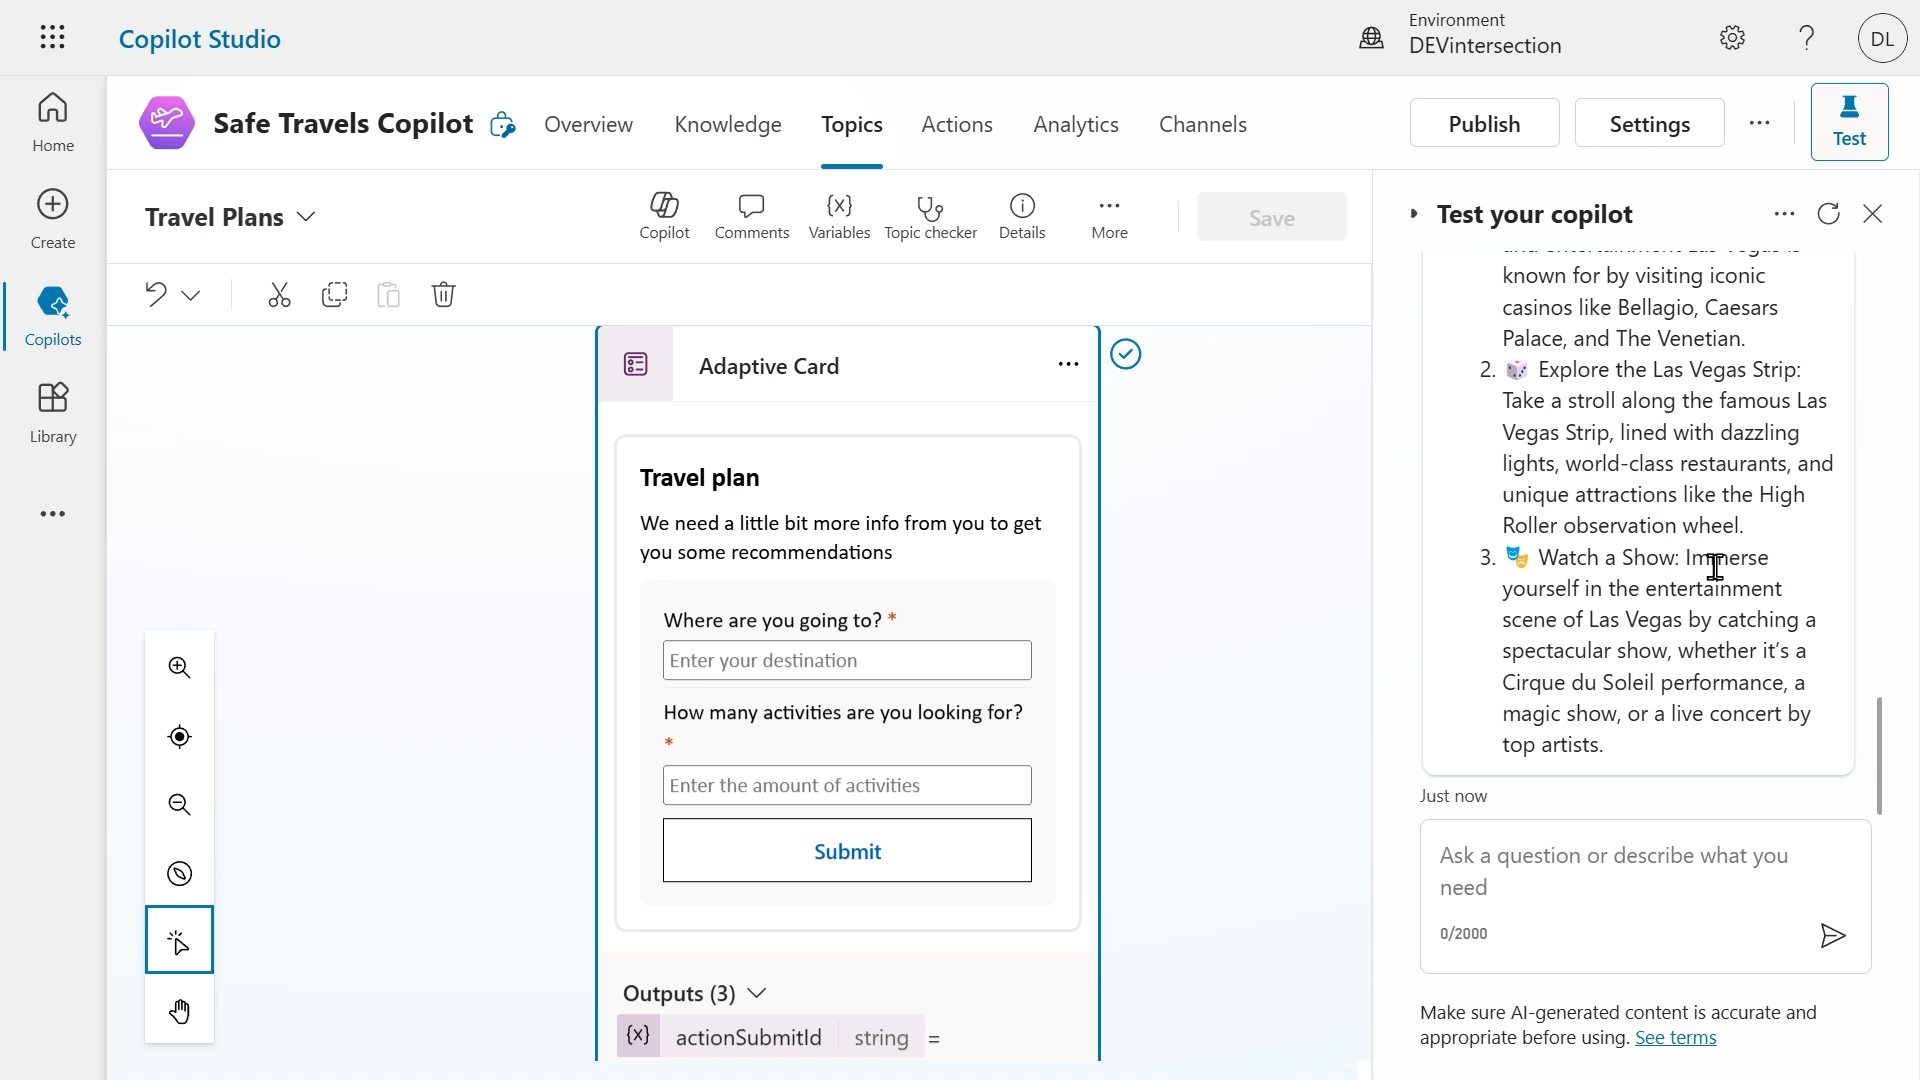 Copilot Studio
Environment
DEVintersection
DL
Home
Create
Copilots
Library
Safe Travels Copilot
Overview
Knowledge
Topics
Actions
Analytics
Channels
Publish
Settings
Test
Travel Plans
Copilot
Comments
Variables
Topic checker
Details
More
Save
Adaptive Card
Travel plan
We need a little bit more info from you to get
you some recommendations
Where are you going? *
Enter your destination
How many activities are you looking for?
*
Enter the amount of activities
Submit
Outputs (3)
{x} actionSubmitId string =
Test your copilot
known for by visiting iconic
casinos like Bellagio, Caesars
Palace, and The Venetian.
2. 🎲 Explore the Las Vegas Strip:
Take a stroll along the famous Las
Vegas Strip, lined with dazzling
lights, world-class restaurants, and
unique attractions like the High
Roller observation wheel.
3. 🎭 Watch a Show: Immerse
yourself in the entertainment
scene of Las Vegas by catching a
spectacular show, whether it's a
Cirque du Soleil performance, a
magic show, or a live concert by
top artists.
Just now
Ask a question or describe what you
need
0/2000
Make sure AI-generated content is accurate and
appropriate before using. See terms